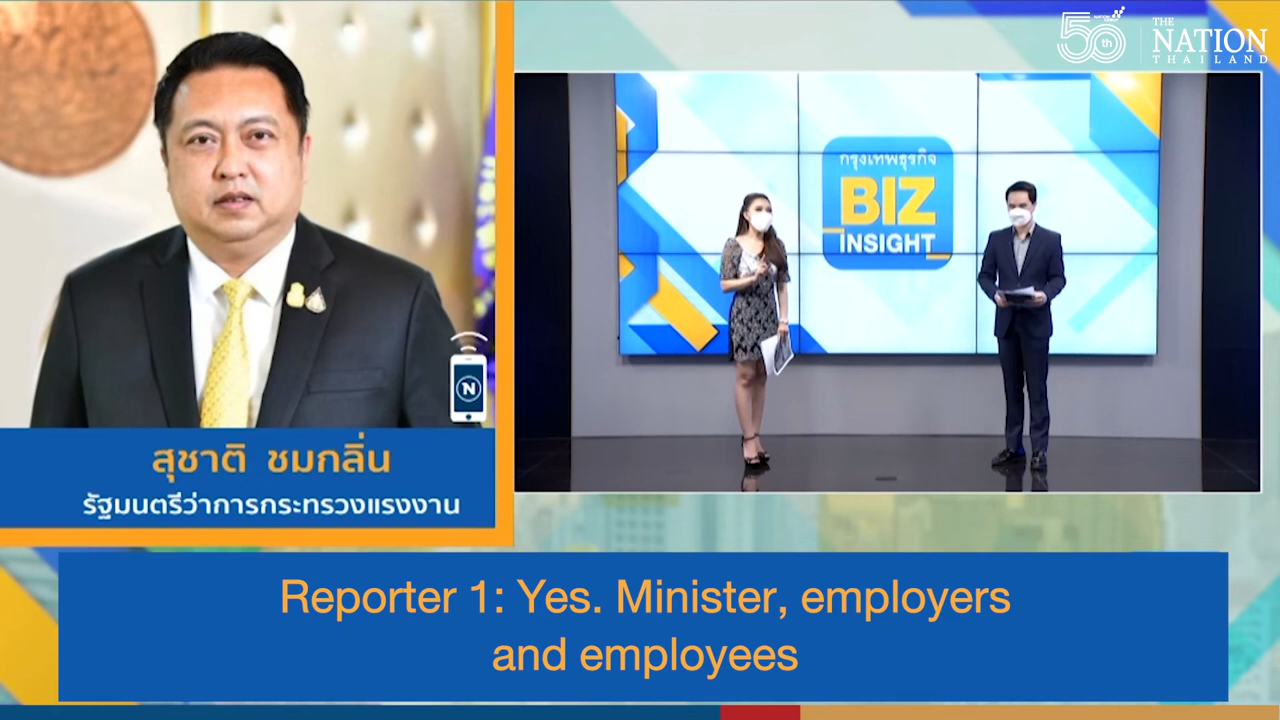 50th
NATION GROUP
THE
NATION
THAILAND
กรุงเทพธุรกิจ
BIZ
INSIGHT
N
สุชาติ ชมกลิ่น
รัฐมนตรีว่าการกระทรวงแรงงาน
Reporter 1: Yes. Minister, employers
and employees